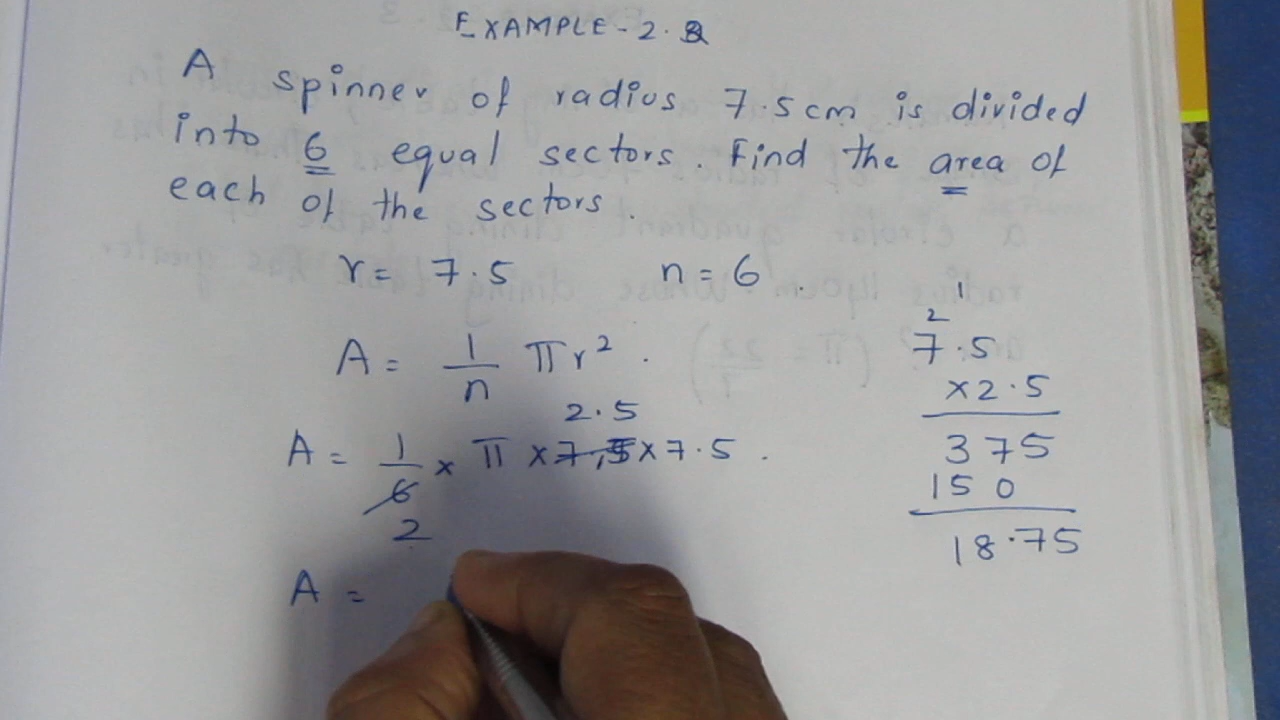 EXAMPLE - 2.8
A spinner of radius 7.5 cm is divided
into 6 equal sectors. Find the area of
each of the sectors.
r = 7.5 n = 6.
A = 1/n πr².
2.5
A = 1/6 × π × 7.5 × 7.5.
2
A =
1
2
7.5
×2.5
375
150
18.75